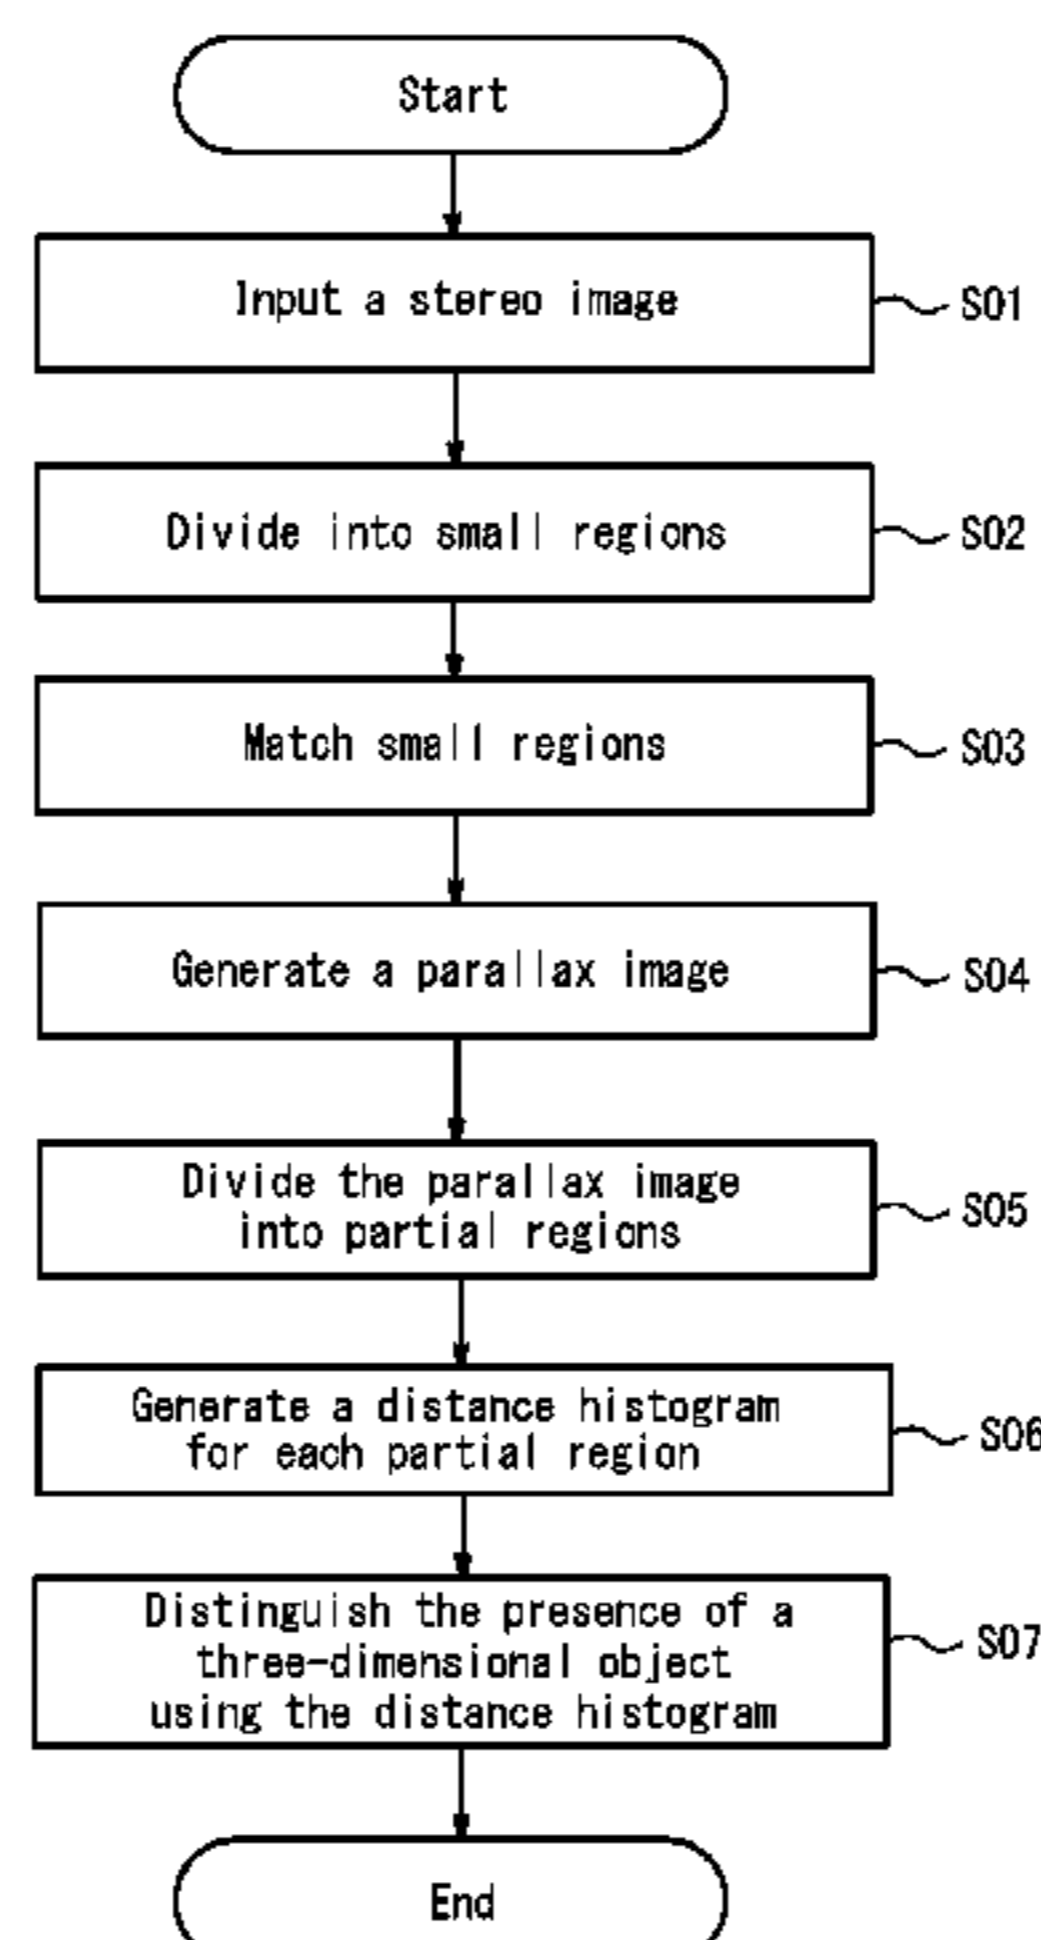 Start
Input a stereo image
S01
Divide into small regions
S02
Match small regions
S03
Generate a parallax image
S04
Divide the parallax image
into partial regions
S05
Generate a distance histogram
for each partial region
S06
Distinguish the presence of a
three-dimensional object
using the distance histogram
S07
End